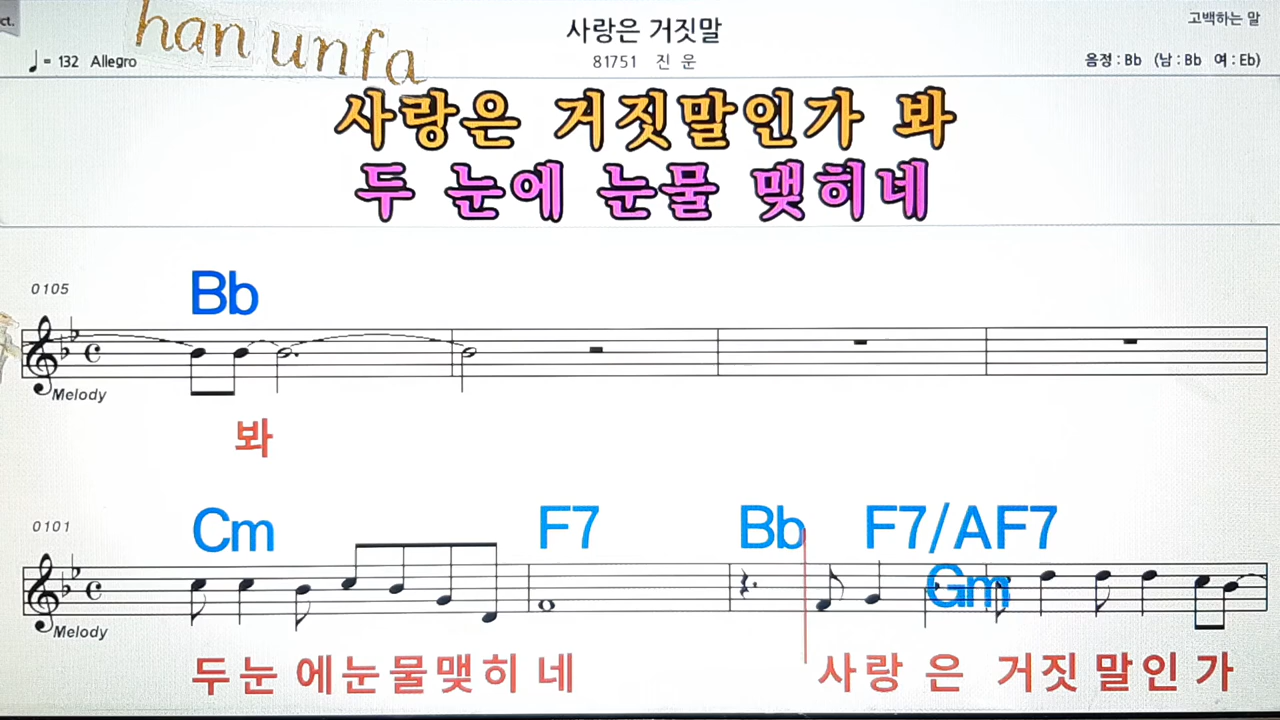 ct.
han unfa
사랑은 거짓말
고백하는 말
♩= 132 Allegro
81751 진 운
음정 : Bb (남 : Bb 여 : Eb)
사랑은 거짓말인가 봐
두 눈에 눈물 맺히네
0105
Bb
Melody
봐
0101
Cm F7 Bb F7/A F7
Gm
Melody
두눈 에눈물맺히 네 사랑 은 거짓 말인 가